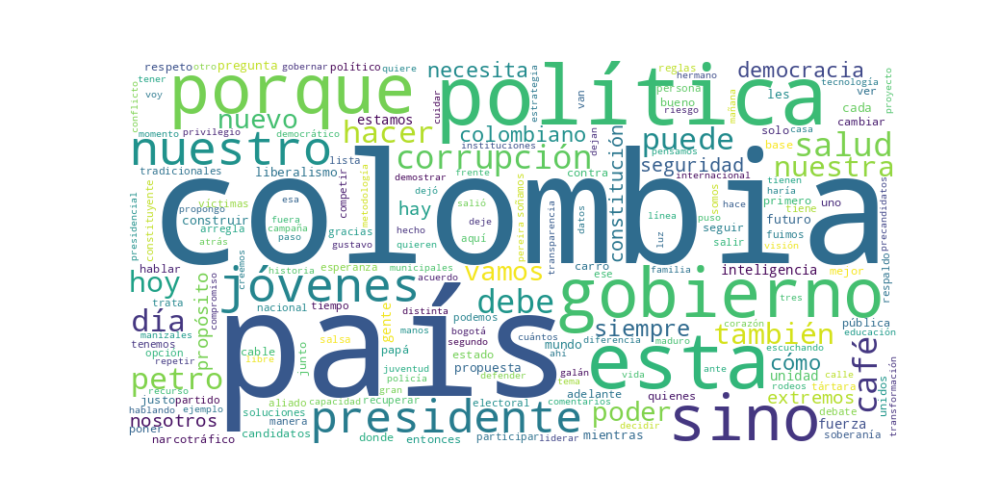 respeto otro pregunta gobernar político quiere necesita reglas hermano democracia
tener porque política persona tecnología
voy conflicto cuidar estrategia van bueno riesgo mañana les ver cada proyecto
nuevo estamos hacer colombiano puede solo casa cambiar
momento privilegio democrático instituciones dejan pensamos base salud
nuestro lista corrupción constitución seguridad nuestra
tradicionales liberalismo competir demostrar frente contra internacional tienen
víctimas esa metodología dejó salió soñamos línea somos hace haría primero uno
presidencial constituyente propongo construir fuera campaña hay deje pereira datos puso tiene futuro precandidatos
colombia
arregla paso gracias hecho aquí transparencia luz seguir fuimos
atrás gustavo quieren salir visión
hablar creemos historia esperanza municipales vamos carro ese familia inteligencia mejor respaldo
hoy jóvenes acuerdo gobierno
trata propósito compromiso nacional tiempo distinta debe tres
día país gente podemos siempre también pública
manizales tenemos salsa manos bogotá segundo cuántos mundo diferencia maduro corazón educación
opción cable junto papá estado ahí esta escuchando cómo café
repetir libre juventud policía propuesta defender galán tema vida ante unidad calle
petro recurso gran capacidad recuperar adelante quienes rodeos tártara unidos transformación
justo partido aliado electoral comentarios extremos
hablando ejemplo soluciones presidente poder decidir sino debate fuerza
nosotros manera liderar soberanía
poner narcotráfico candidatos donde entonces participar mientras